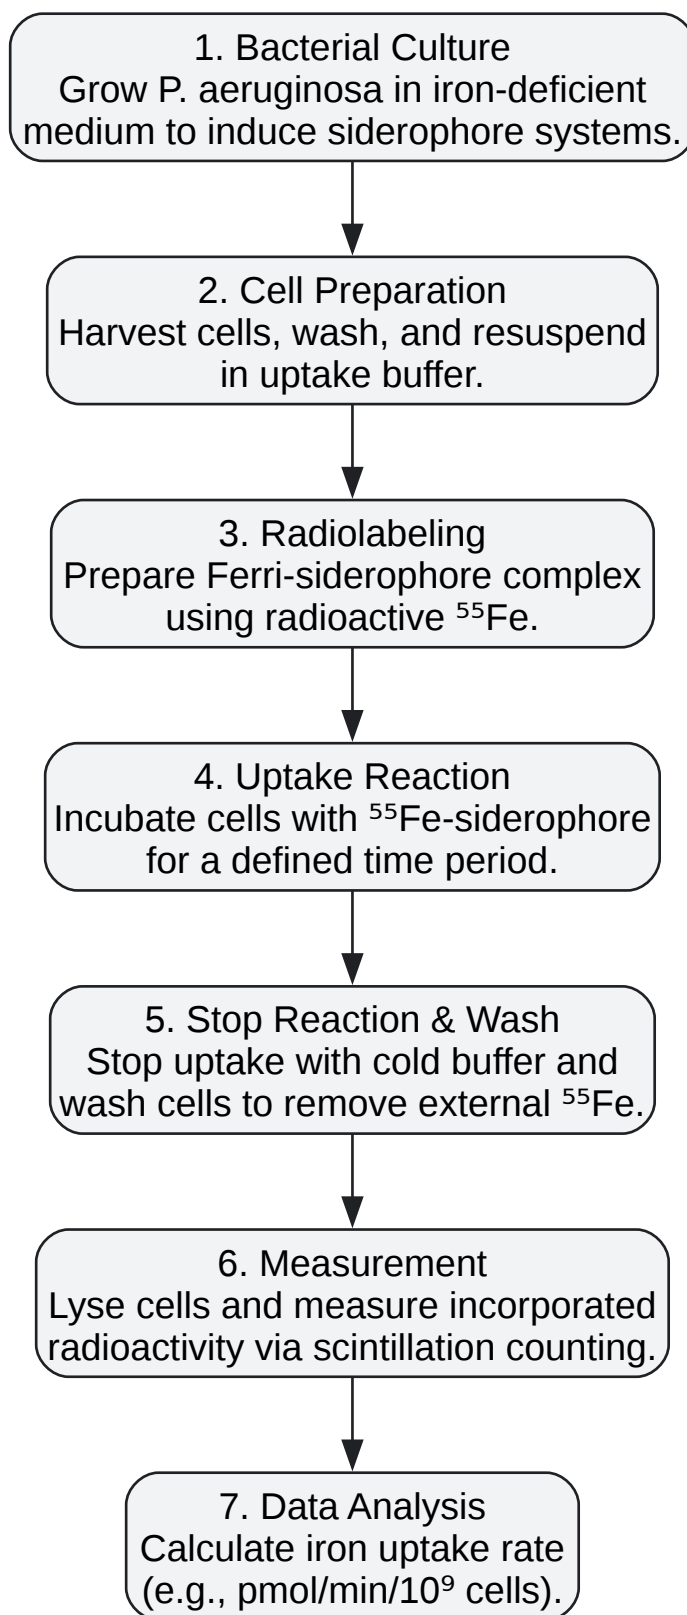 1. Bacterial Culture
Grow P. aeruginosa in iron-deficient
medium to induce siderophore systems.
2. Cell Preparation
Harvest cells, wash, and resuspend
in uptake buffer.
3. Radiolabeling
Prepare Ferri-siderophore complex
using radioactive ⁵⁵Fe.
4. Uptake Reaction
Incubate cells with ⁵⁵Fe-siderophore
for a defined time period.
5. Stop Reaction & Wash
Stop uptake with cold buffer and
wash cells to remove external ⁵⁵Fe.
6. Measurement
Lyse cells and measure incorporated
radioactivity via scintillation counting.
7. Data Analysis
Calculate iron uptake rate
(e.g., pmol/min/10⁹ cells).